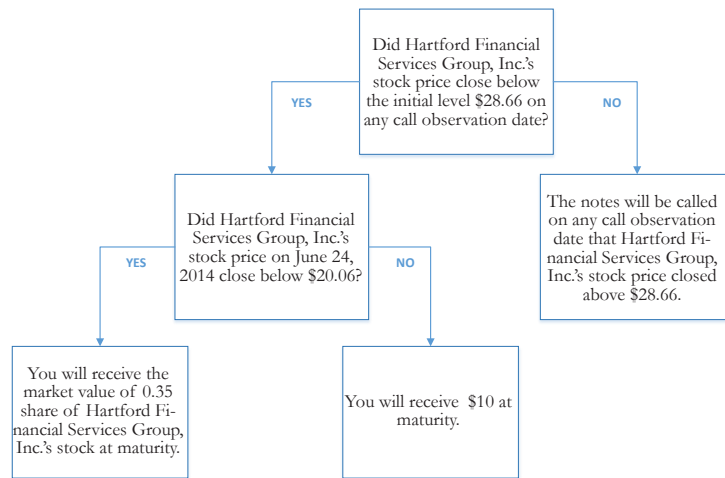 Did Hartford Financial
Services Group, Inc.'s
stock price close below
the initial level $28.66 on
any call observation date?
YES
NO
Did Hartford Financial
Services Group, Inc.'s
stock price on June 24,
2014 close below $20.06?
The notes will be called
on any call observation
date that Hartford Fi-
nancial Services Group,
Inc.'s stock price closed
above $28.66.
YES
NO
You will receive the
market value of 0.35
share of Hartford Fi-
nancial Services Group,
Inc.'s stock at maturity.
You will receive $10 at
maturity.